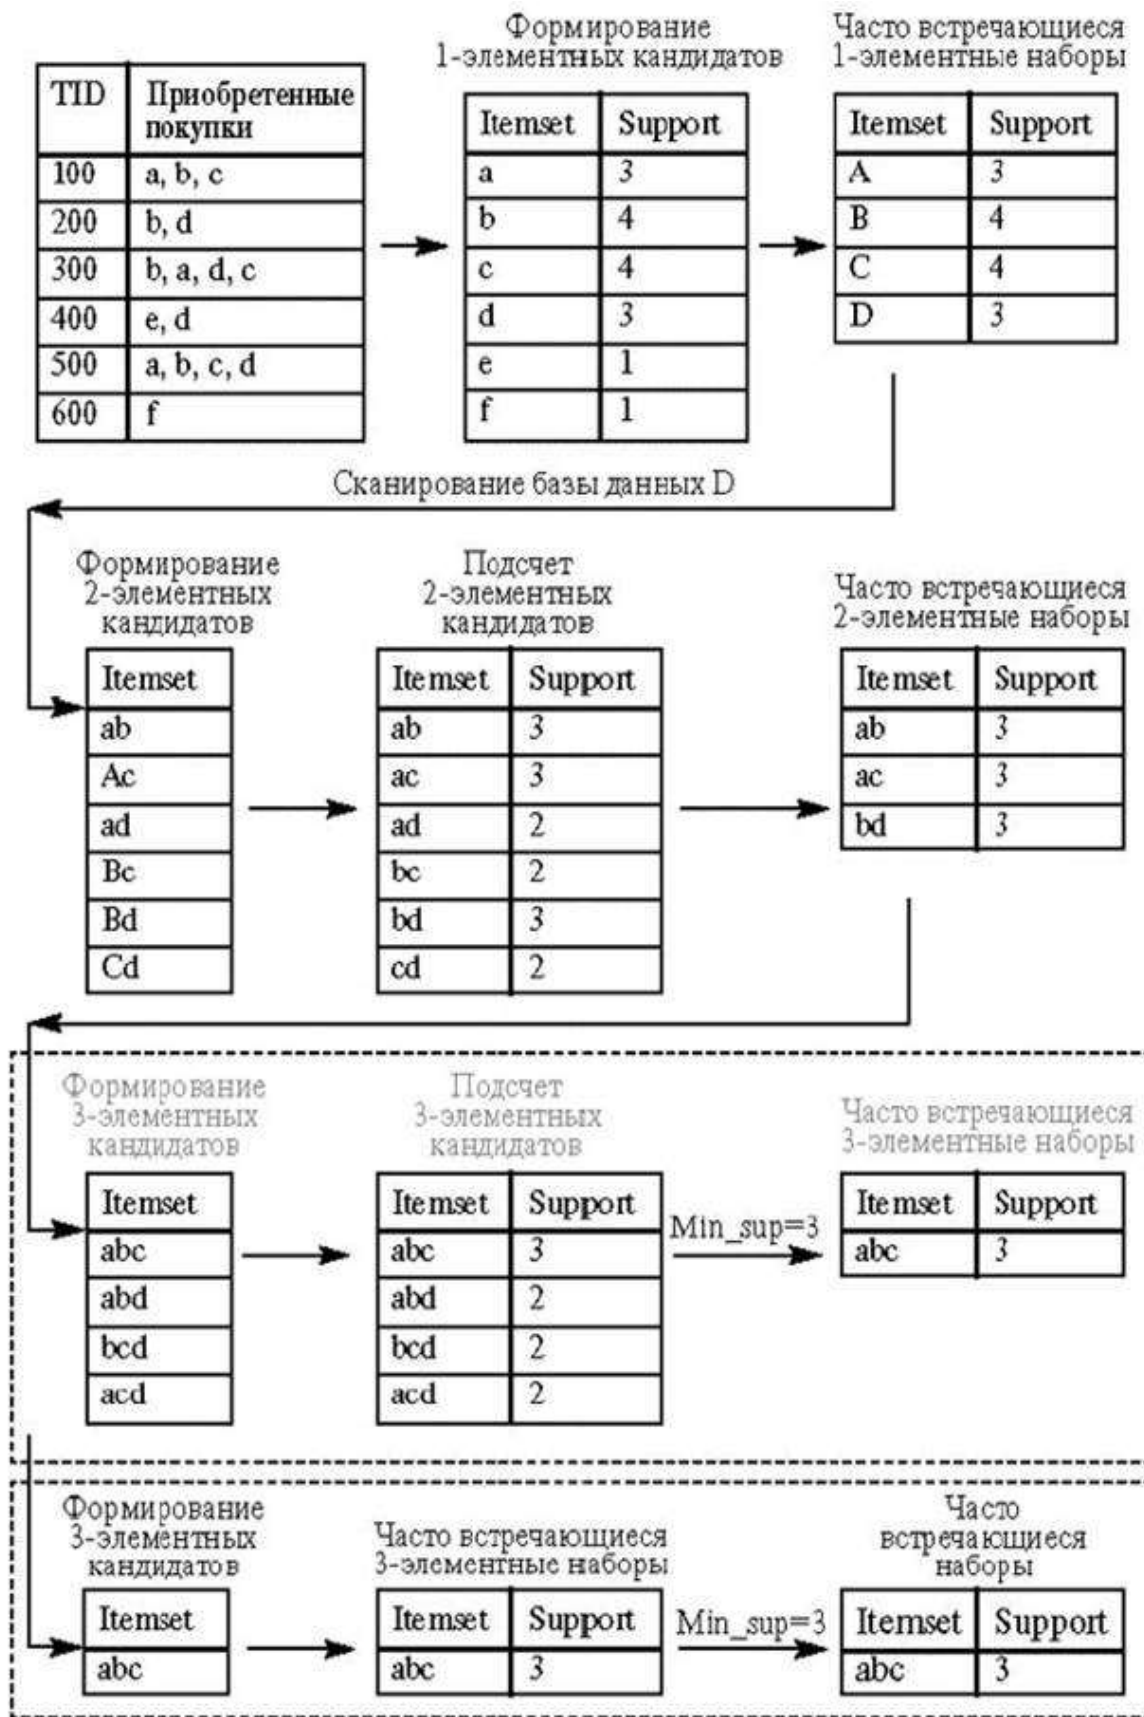 Формирование
1-элементных кандидатов
Часто встречающиеся
1-элементные наборы
TID Приобретенные
покупки
100 a, b, c
200 b, d
300 b, a, d, c
400 e, d
500 a, b, c, d
600 f
Itemset Support
a 3
b 4
c 4
d 3
e 1
f 1
Itemset Support
A 3
B 4
C 4
D 3
Сканирование базы данных D
Формирование
2-элементных
кандидатов
Itemset
ab
Ac
ad
Bc
Bd
Cd
Подсчет
2-элементных
кандидатов
Itemset Support
ab 3
ac 3
ad 2
bc 2
bd 3
cd 2
Часто встречающиеся
2-элементные наборы
Itemset Support
ab 3
ac 3
bd 3
Формирование
3-элементных
кандидатов
Itemset
abc
abd
bcd
acd
Подсчет
3-элементных
кандидатов
Itemset Support
abc 3
abd 2
bcd 2
acd 2
Min_sup=3
Часто встречающиеся
3-элементные наборы
Itemset Support
abc 3
Формирование
3-элементных
кандидатов
Itemset
abc
Часто встречающиеся
3-элементные наборы
Itemset Support
abc 3
Min_sup=3
Часто
встречающиеся
наборы
Itemset Support
abc 3